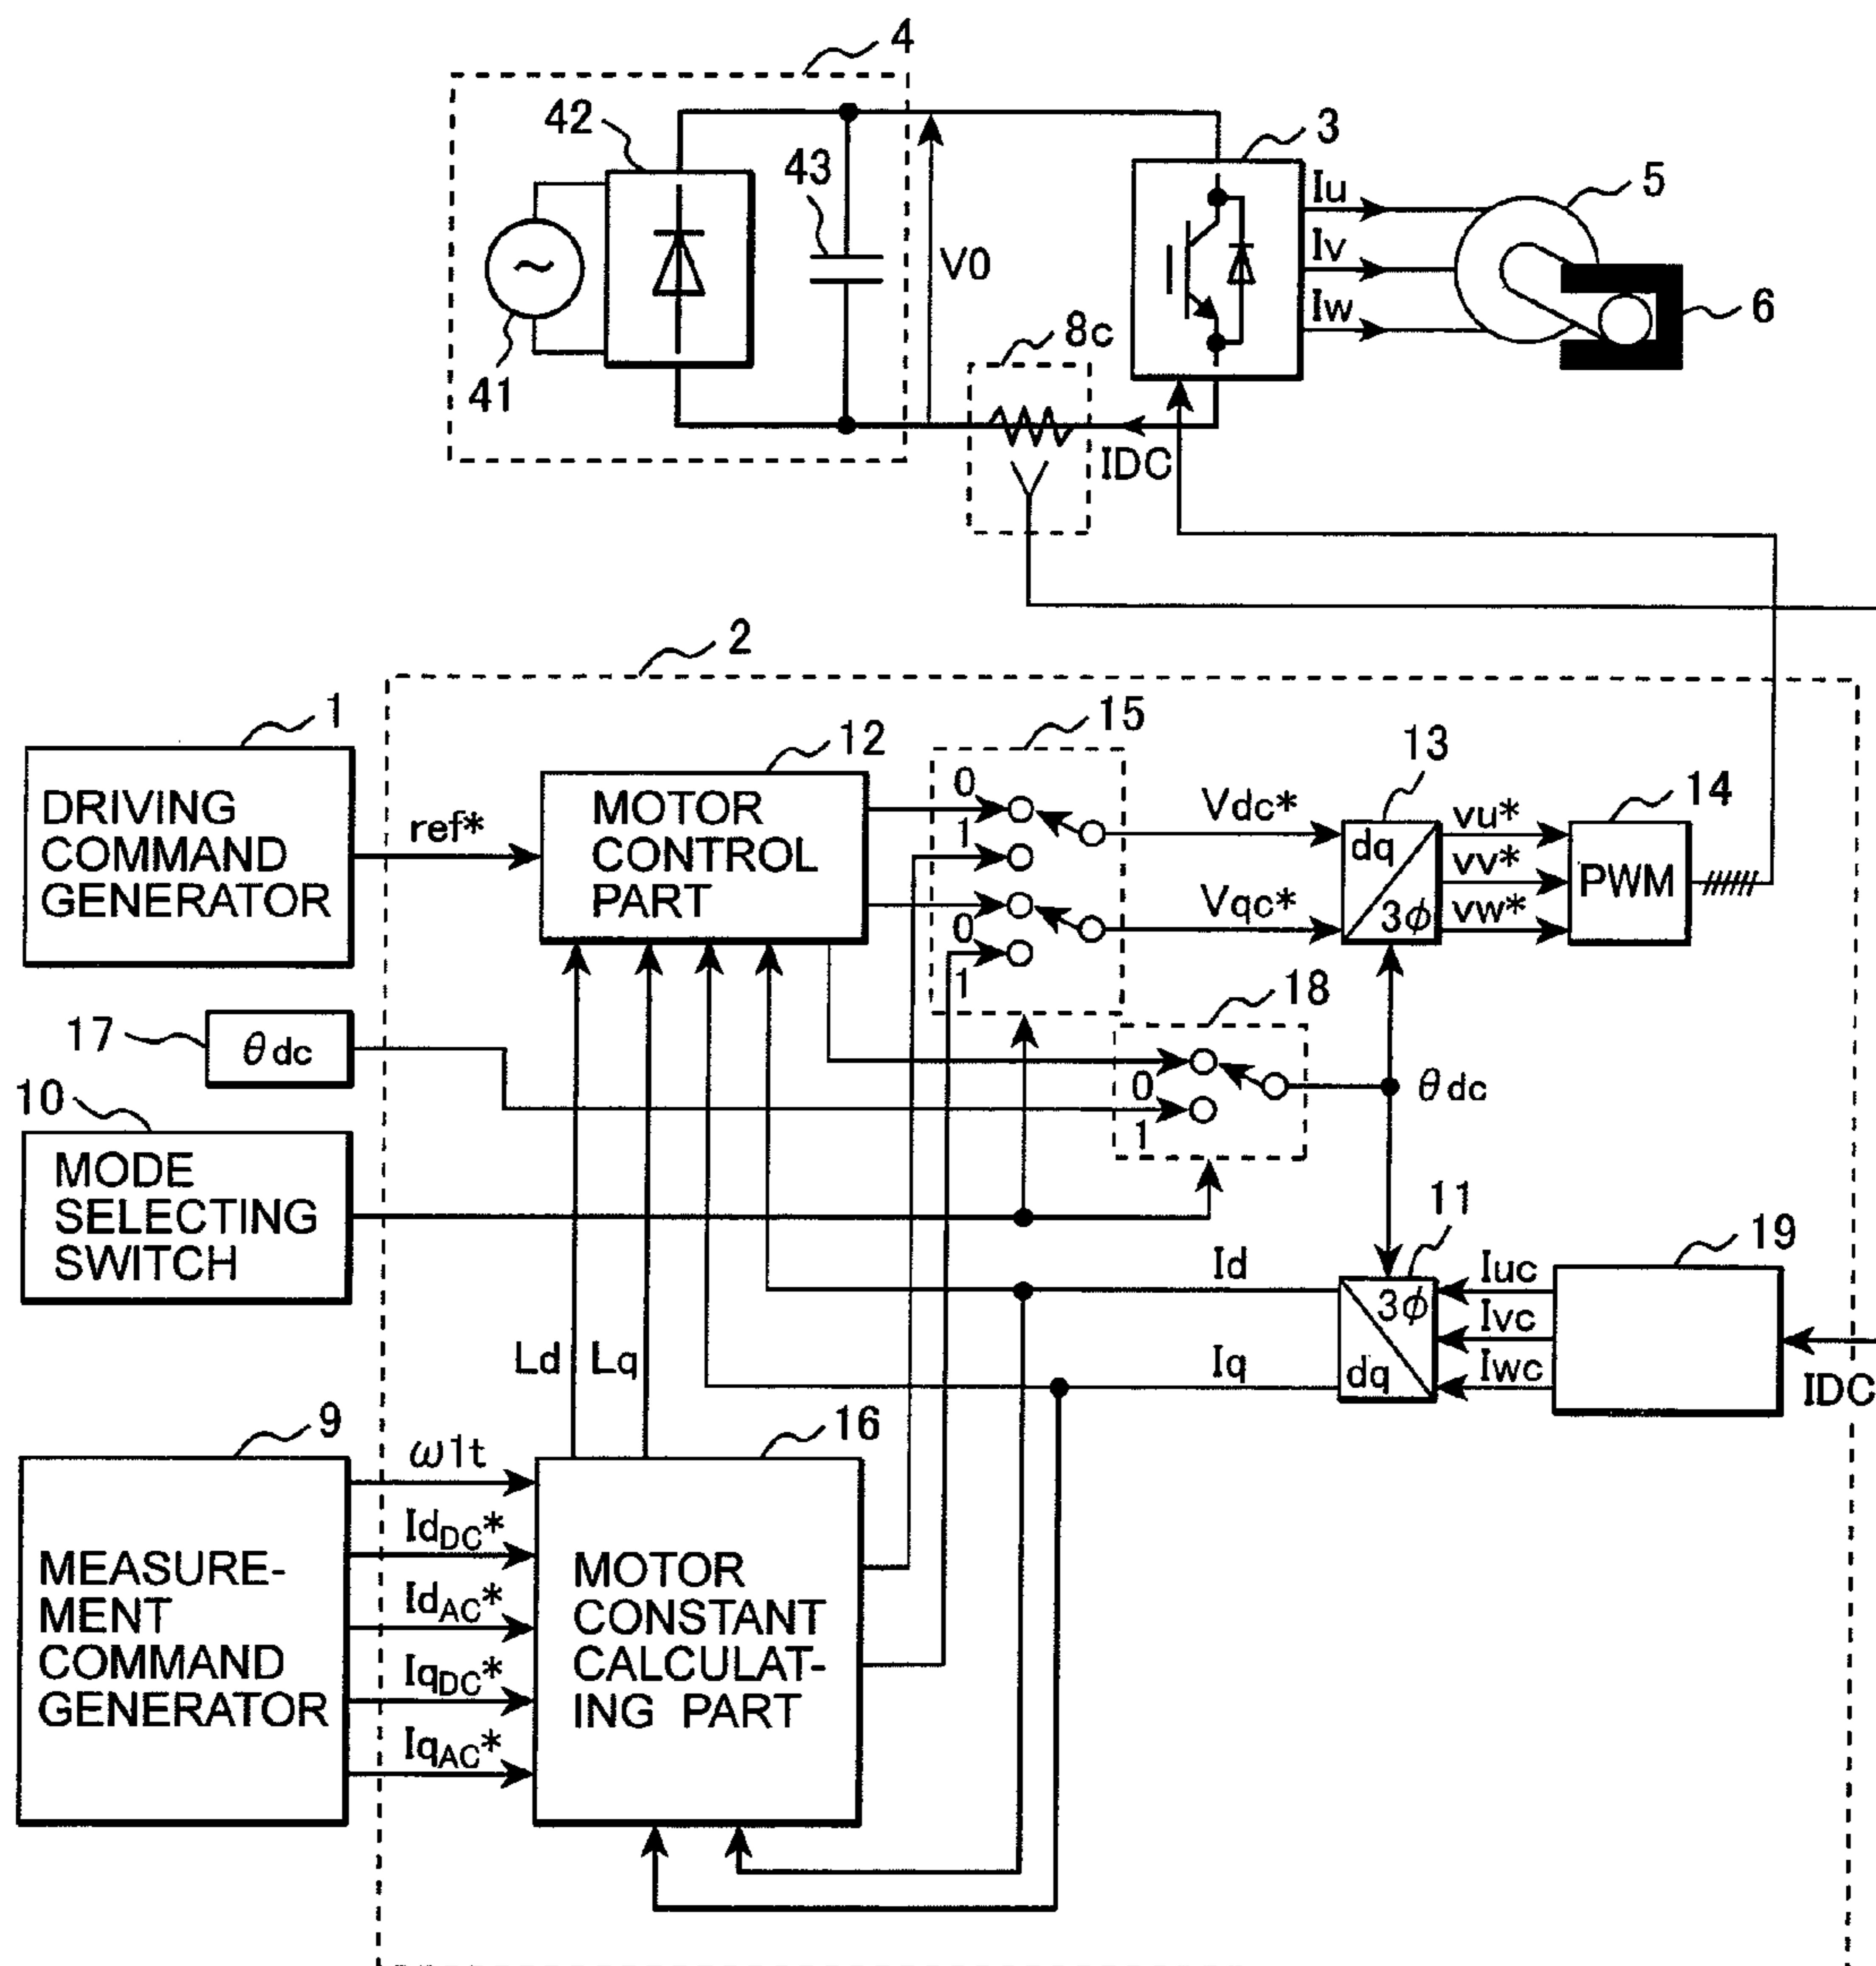 4
42
43
41
V0
8c
IDC
3
Iu
Iv
Iw
5
6
2
1
DRIVING
COMMAND
GENERATOR
ref*
12
MOTOR
CONTROL
PART
15
0
1
0
1
Vdc*
Vqc*
13
dq
3φ
vu*
vv*
vw*
14
PWM
17
θdc
18
0
1
θdc
10
MODE
SELECTING
SWITCH
11
3φ
dq
Id
Iq
Iuc
Ivc
Iwc
19
IDC
Ld
Lq
9
MEASURE-
MENT
COMMAND
GENERATOR
ω1t
IdDC*
IdAC*
IqDC*
IqAC*
16
MOTOR
CONSTANT
CALCULAT-
ING PART